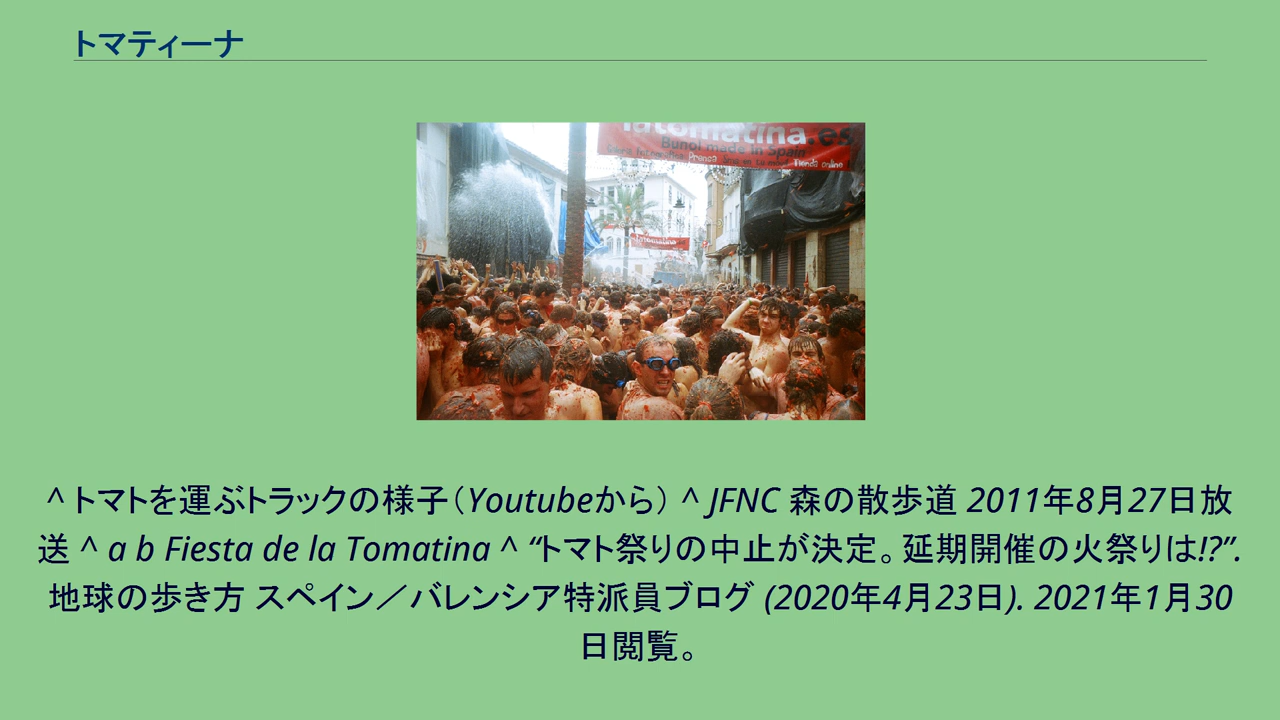 トマティーナ
latomatina.es
Buñol made in Spain
Prensa
Tienda online
latomatina
^ トマトを運ぶトラックの様子（Youtubeから） ^ JFNC 森の散歩道 2011年8月27日放
送 ^ a b Fiesta de la Tomatina ^ “トマト祭りの中止が決定。延期開催の火祭りは!?”.
地球の歩き方 スペイン／バレンシア特派員ブログ (2020年4月23日). 2021年1月30
日閲覧。